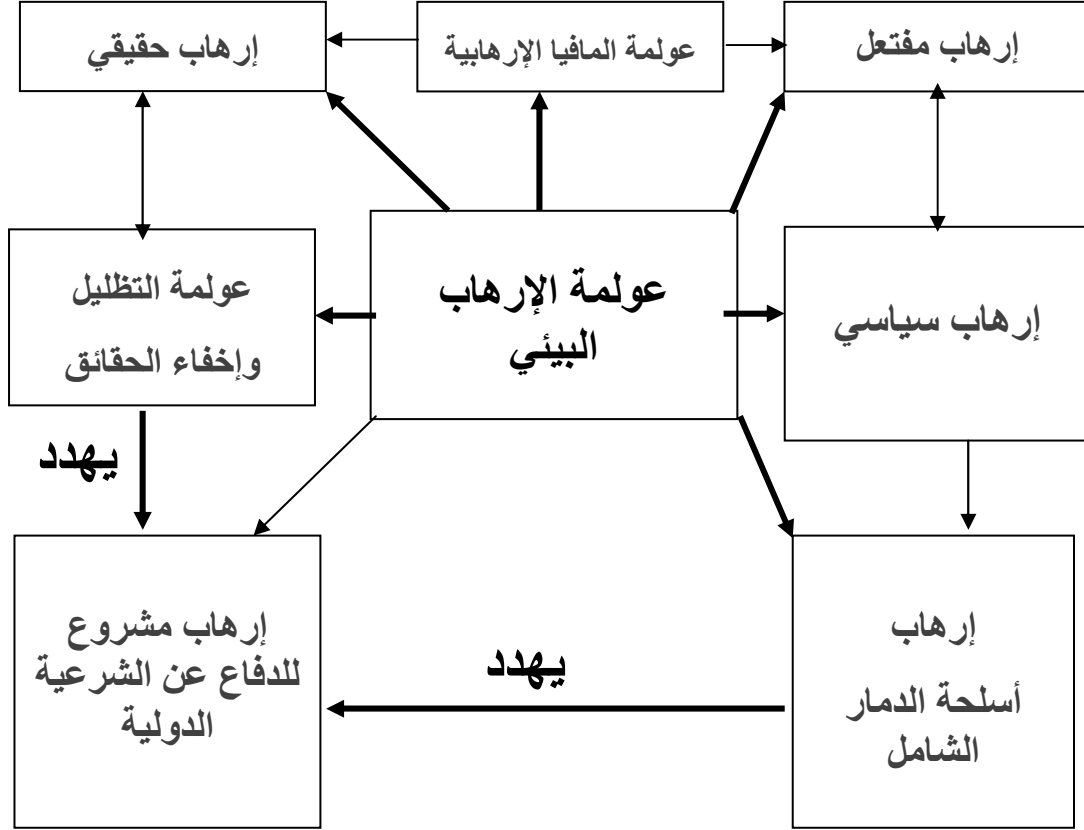 إرهاب مفتعل
عولمة المافيا الإرهابية
إرهاب حقيقي
إرهاب سياسي
عولمة الإرهاب
البيئي
عولمة التظليل
وإخفاء الحقائق
يهدد
إرهاب
أسلحة الدمار
الشامل
يهدد
إرهاب مشروع
للدفاع عن الشرعية
الدولية